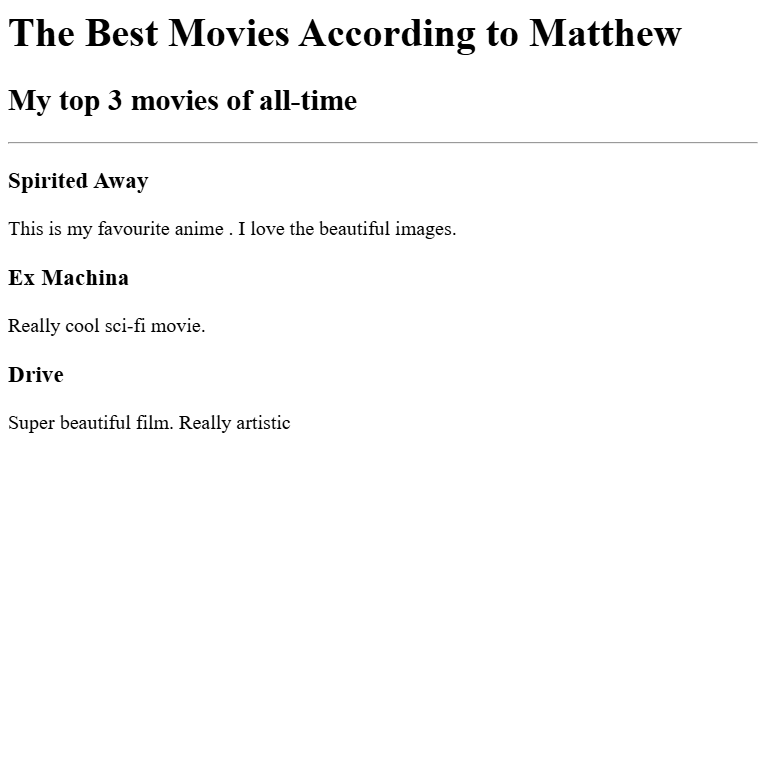 The Best Movies According to Matthew
My top 3 movies of all-time
Spirited Away
This is my favourite anime . I love the beautiful images.
Ex Machina
Really cool sci-fi movie.
Drive
Super beautiful film. Really artistic